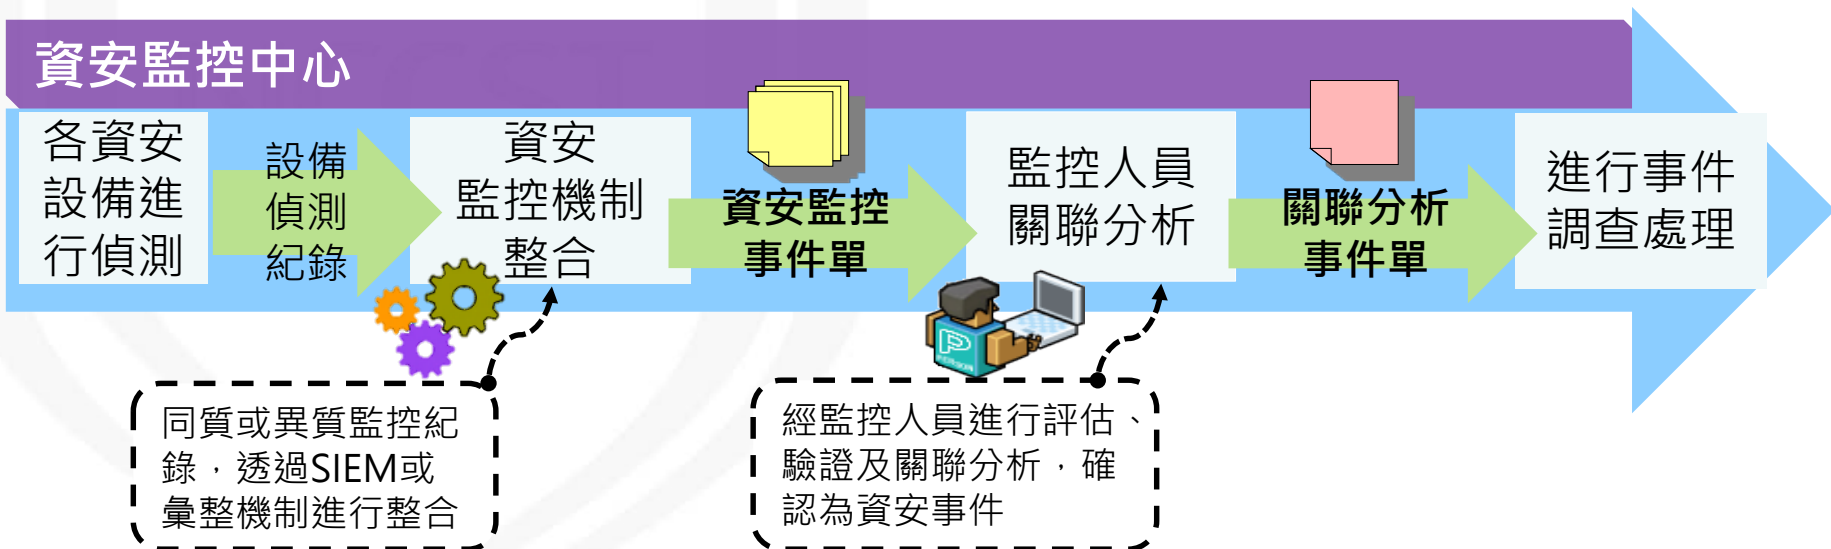 資安監控中心
各資安
設備進
行偵測
設備
偵測
紀錄
資安
監控機制
整合
資安監控
事件單
監控人員
關聯分析
關聯分析
事件單
進行事件
調查處理
同質或異質監控紀
錄，透過SIEM或
彙整機制進行整合
經監控人員進行評估、
驗證及關聯分析，確
認為資安事件
P